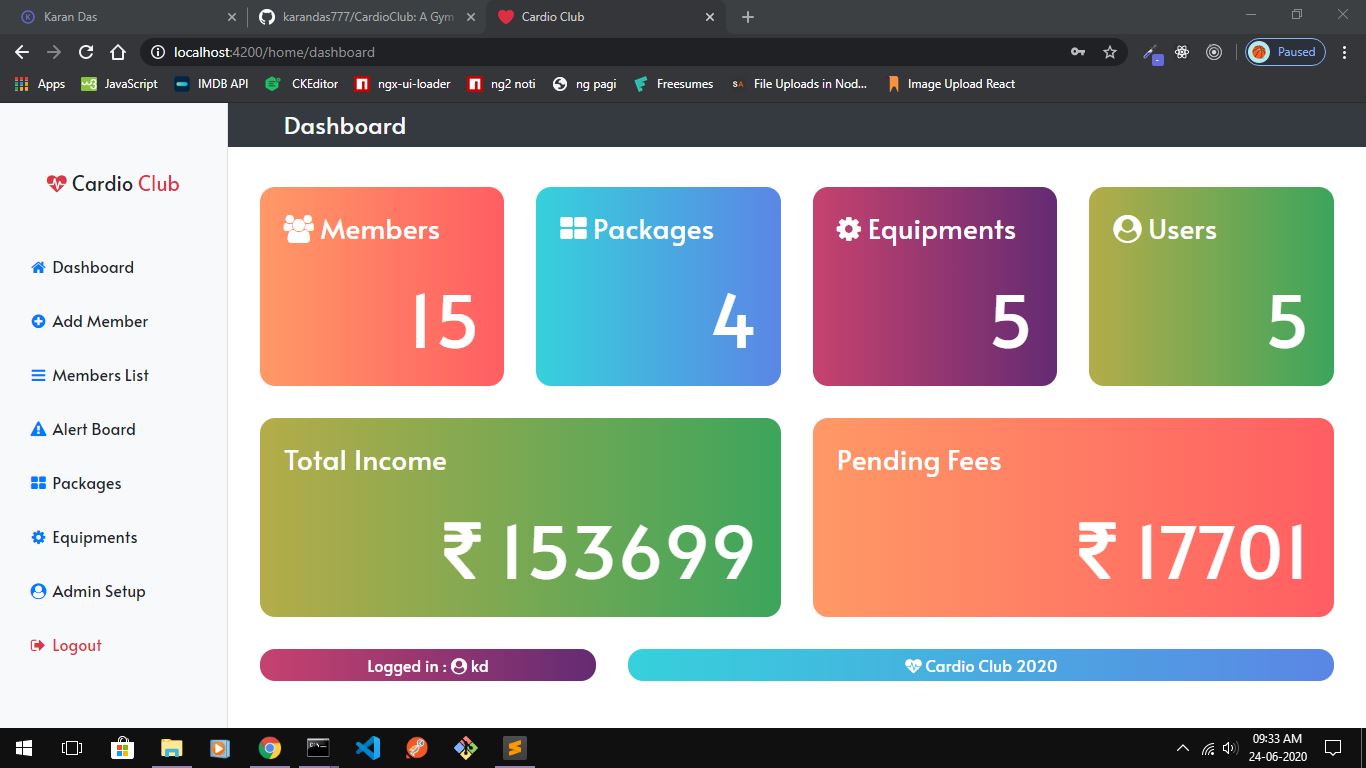 Karan Das
karandas777/CardioClub: A Gym
Cardio Club
localhost:4200/home/dashboard
Paused
Apps
JavaScript
IMDB API
CKEditor
ngx-ui-loader
ng2 noti
ng pagi
Freesumes
File Uploads in Nod...
Image Upload React
Dashboard
Cardio Club
Dashboard
Add Member
Members List
Alert Board
Packages
Equipments
Admin Setup
Logout
Members
15
Packages
4
Equipments
5
Users
5
Total Income
₹ 153699
Pending Fees
₹ 17701
Logged in : kd
Cardio Club 2020
09:33 AM
24-06-2020